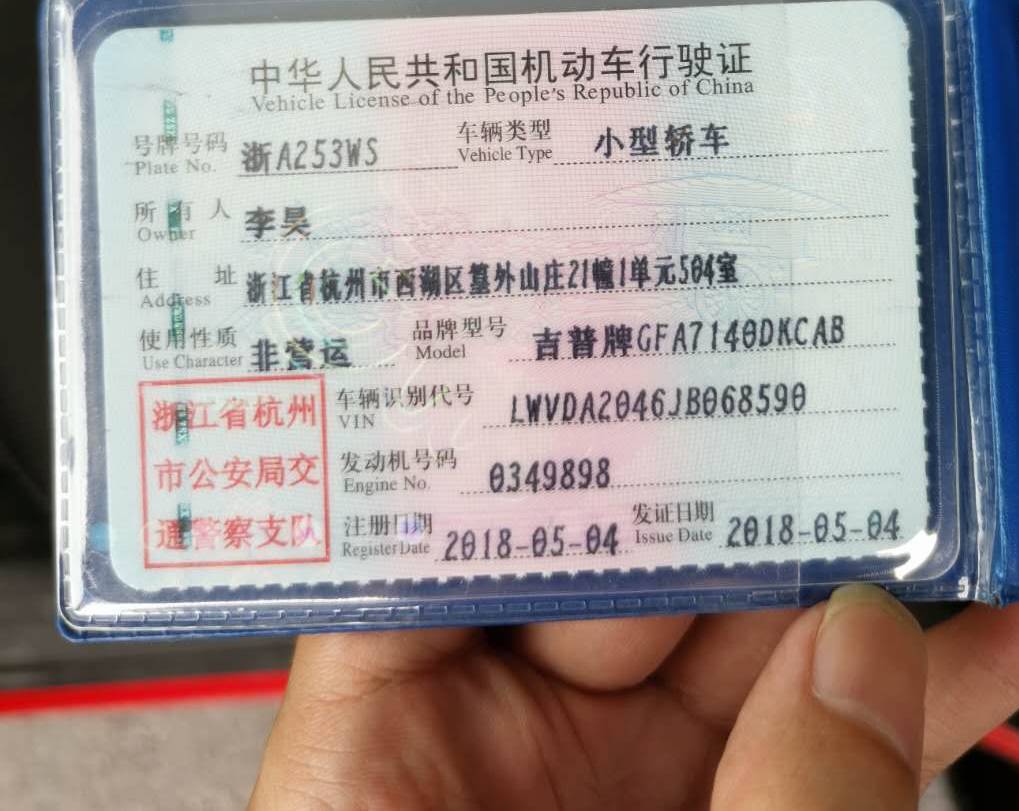 中华人民共和国机动车行驶证
Vehicle License of the People's Republic of China
号牌号码 浙A253WS 车辆类型 小型轿车
Plate No. Vehicle Type
所有人 李昊
Owner
住址 浙江省杭州市西湖区篁外山庄21幢1单元504室
Address
使用性质 非营运 品牌型号 吉普牌GFA7140DKCAB
Use Character Model
浙江省杭州
市公安局交
通警察支队
车辆识别代号 LWVDA2046JB068590
VIN
发动机号码 0349898
Engine No.
注册日期 2018-05-04 发证日期 2018-05-04
Register Date Issue Date